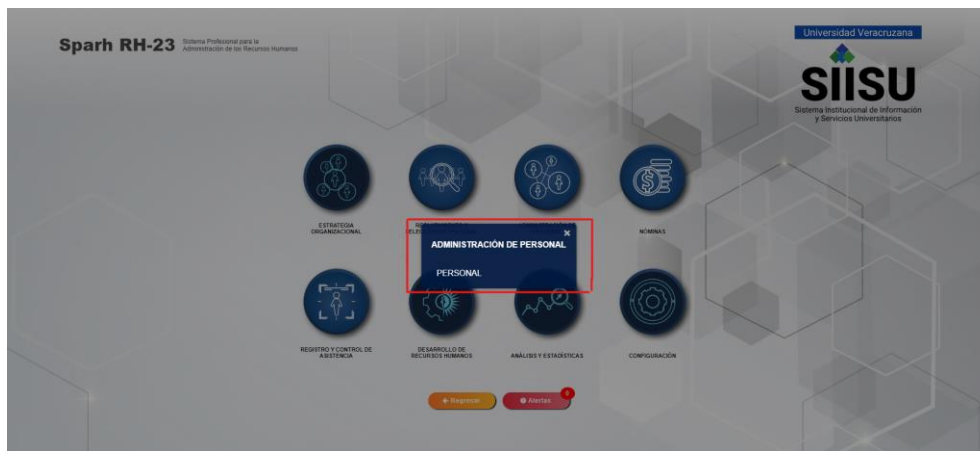 Sparh RH-23
Sistema Profesional para la
Administración de los Recursos Humanos
Universidad Veracruzana
SIISU
Sistema Institucional de Información
y Servicios Universitarios
ESTRATEGIA
ORGANIZACIONAL
NÓMINAS
ADMINISTRACIÓN DE PERSONAL
PERSONAL
REGISTRO Y CONTROL DE
ASISTENCIA
DESARROLLO DE
RECURSOS HUMANOS
ANÁLISIS Y ESTADÍSTICAS
CONFIGURACIÓN
Regresar
Alertas
0